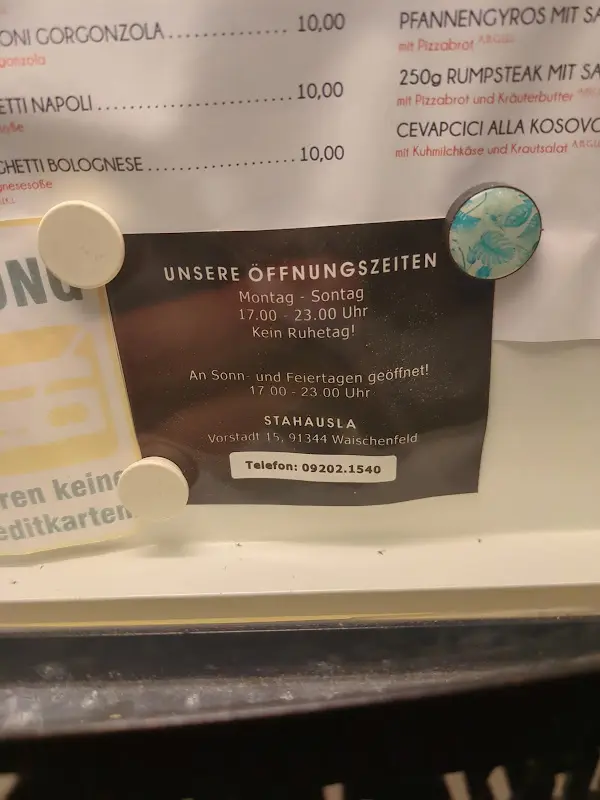 ONI GORGONZOLA 10,00
gonzola
ETTI NAPOLI 10,00
GHETTI BOLOGNESE 10,00
gnesesoße
PFANNENGYROS MIT SA
mit Pizzabrot
250g RUMPSTEAK MIT SA
mit Pizzabrot und Kräuterbutter
CEVAPCICI ALLA KOSOVO
mit Kuhmilchkäse und Krautsalat
UNG
ren keine
editkarten
UNSERE ÖFFNUNGSZEITEN
Montag - Sontag
17.00 - 23.00 Uhr
Kein Ruhetag!
An Sonn- und Feiertagen geöffnet!
17.00 - 23.00 Uhr
STAHAUSLA
Vorstadt 15, 91344 Waischenfeld
Telefon: 09202.1540